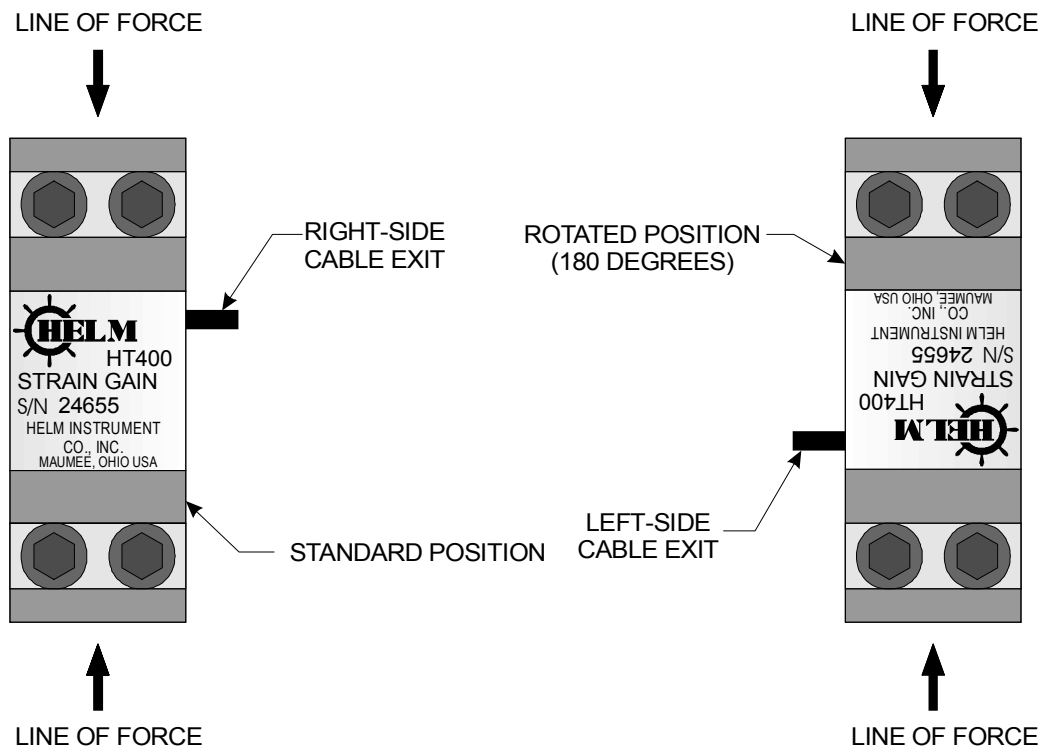 LINE OF FORCE
LINE OF FORCE
RIGHT-SIDE
CABLE EXIT
ROTATED POSITION
(180 DEGREES)
HELM
HT400
STRAIN GAIN
S/N 24655
HELM INSTRUMENT
CO., INC.
MAUMEE, OHIO USA
HELM
HT400
STRAIN GAIN
S/N 24655
HELM INSTRUMENT
CO., INC.
MAUMEE, OHIO USA
STANDARD POSITION
LEFT-SIDE
CABLE EXIT
LINE OF FORCE
LINE OF FORCE